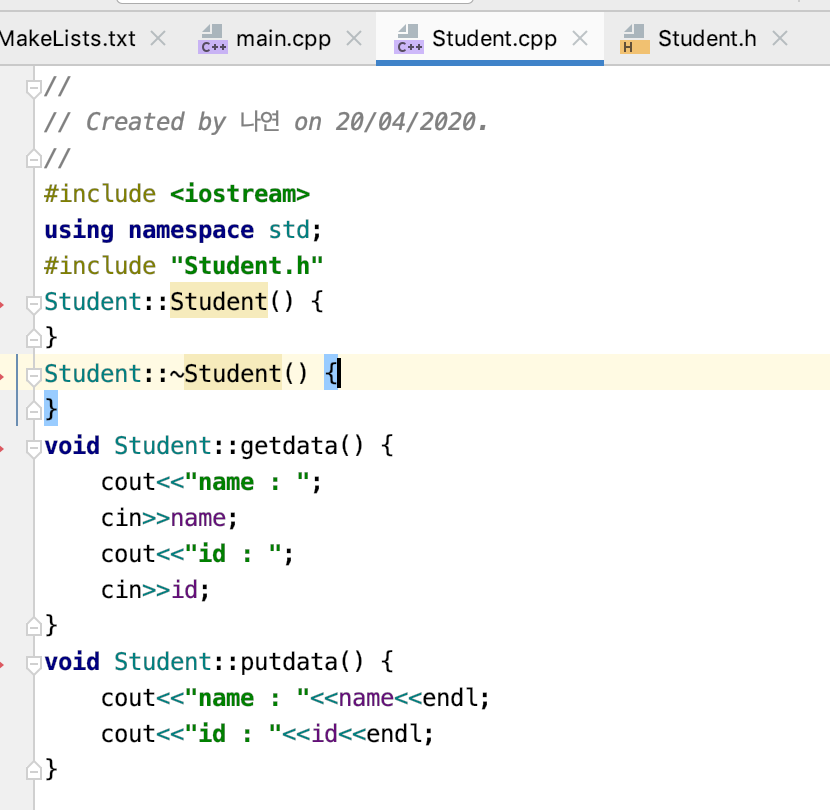 MakeLists.txt
C++ main.cpp
C++ Student.cpp
H Student.h
//
// Created by 나연 on 20/04/2020.
//
#include <iostream>
using namespace std;
#include "Student.h"
Student::Student() {
}
Student::~Student() {
}
void Student::getdata() {
    cout<<"name : ";
    cin>>name;
    cout<<"id : ";
    cin>>id;
}
void Student::putdata() {
    cout<<"name : "<<name<<endl;
    cout<<"id : "<<id<<endl;
}